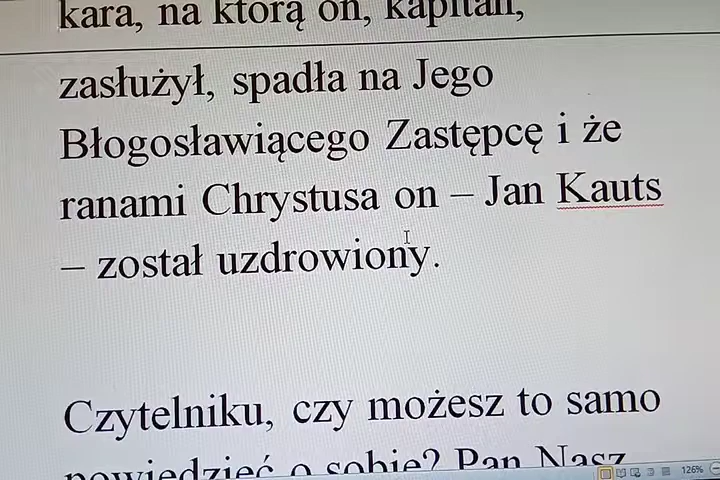 kara, na którą on, kapitan,
zasłużył, spadła na Jego
Błogosławiącego Zastępcę i że
ranami Chrystusa on – Jan Kauts
– został uzdrowiony.
Czytelniku, czy możesz to samo
powiedzieć o sobie? Pan Nasz
126%